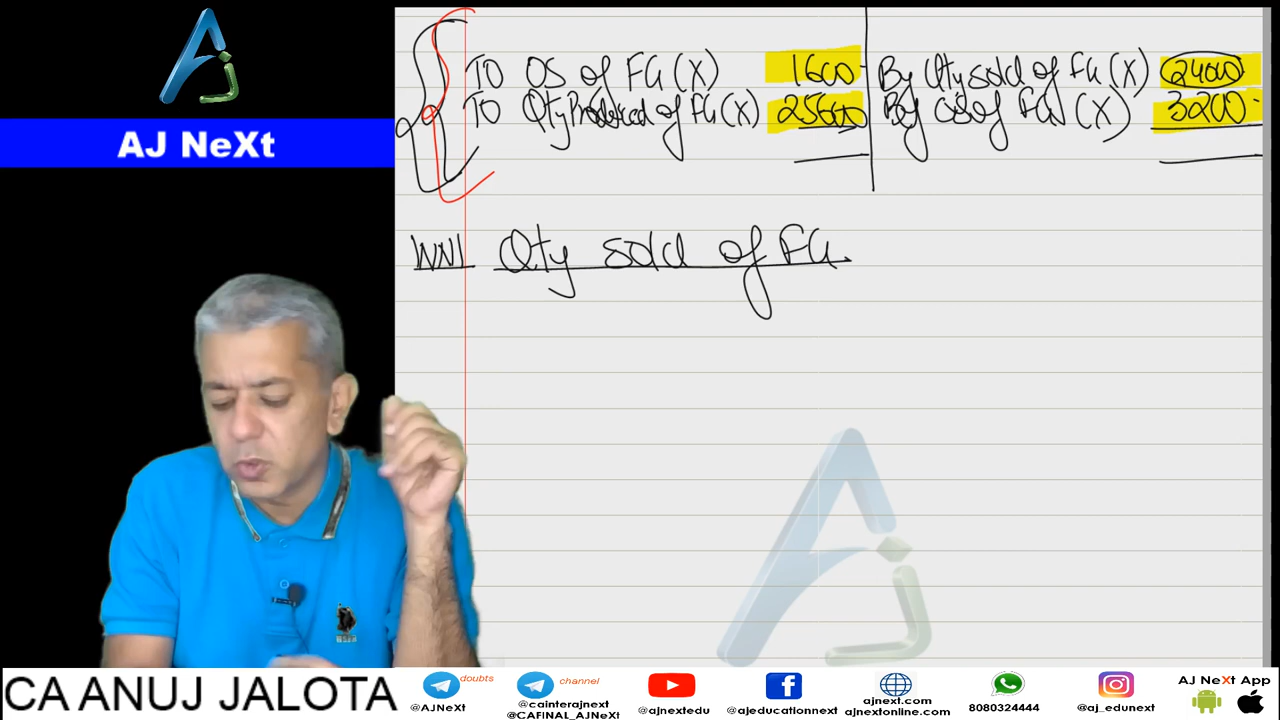 To OS of FG (X) 1600 By Qty sold of FG (X) 24000
To Qty Produced of FG (X) 25600 By CS of FG (X) 3200
AJ NeXt
WN1 Qty sold of FG.
CA ANUJ JALOTA
doubts
@AJNeXt
channel
@cainterajnext
@CAFINAL_AJNeXt
@ajnextedu
@ajeducationnext
ajnext.com
ajnextonline.com
8080324444
@aj_edunext
AJ NeXt App